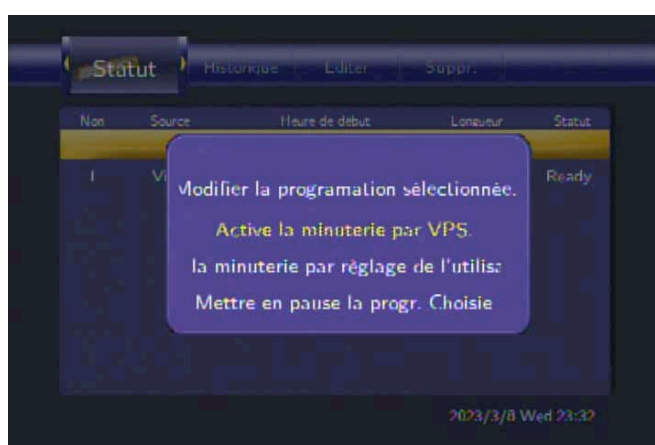 Statut Historique Editer Suppr.
Non Source Heure de début Longueur Statut
1 Vi Ready
Modifier la programation sélectionnée.
Active la minuterie par VPS.
la minuterie par règlage de l'utilisa
Mettre en pause la progr. Choisie
2023/3/8 Wed 23:32